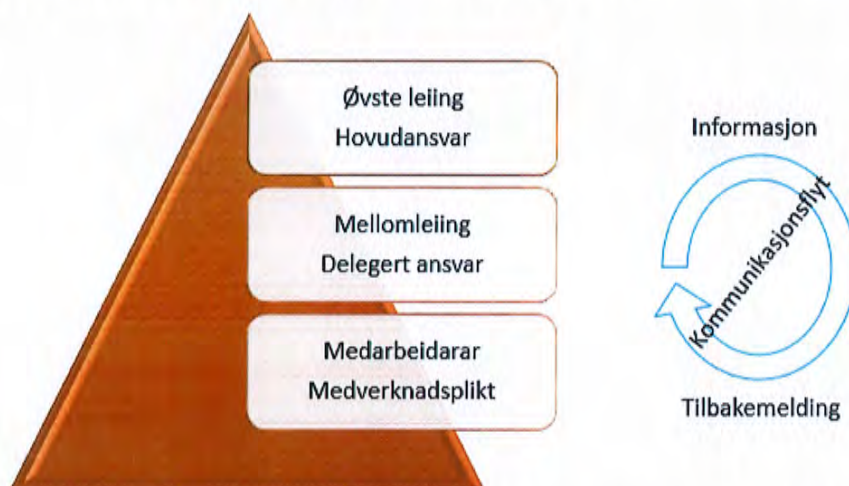 Øvste leiing
Hovudansvar
Mellomleiing
Delegert ansvar
Medarbeidarar
Medverknadsplikt
Informasjon
Kommunikasjonsflyt
Tilbakemelding